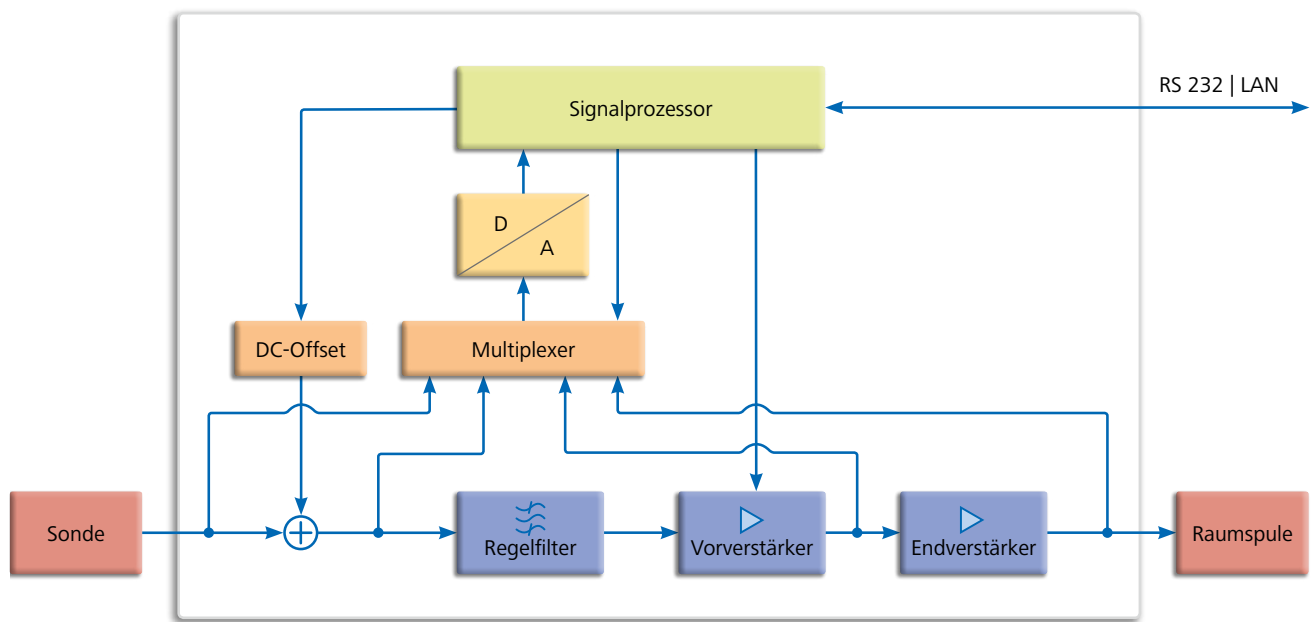 RS 232 | LAN
Signalprozessor
D
A
DC-Offset
Multiplexer
Sonde
Regelfilter
Vorverstärker
Endverstärker
Raumspule